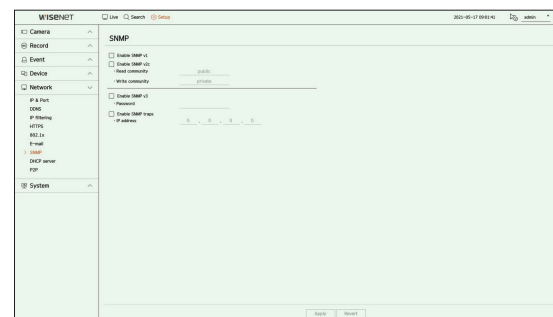 WISENET Live Search Setup 2021-05-17 09:01:41 admin
Camera
Record
Event
Device
Network
IP & Port
DDNS
IP filtering
HTTPS
802.1x
E-mail
> SNMP
DHCP server
P2P
System
SNMP
Enable SNMP v1
Enable SNMP v2c
· Read community public
· Write community private
Enable SNMP v3
· Password
Enable SNMP traps
· IP address 0 . 0 . 0 . 0
Apply Revert